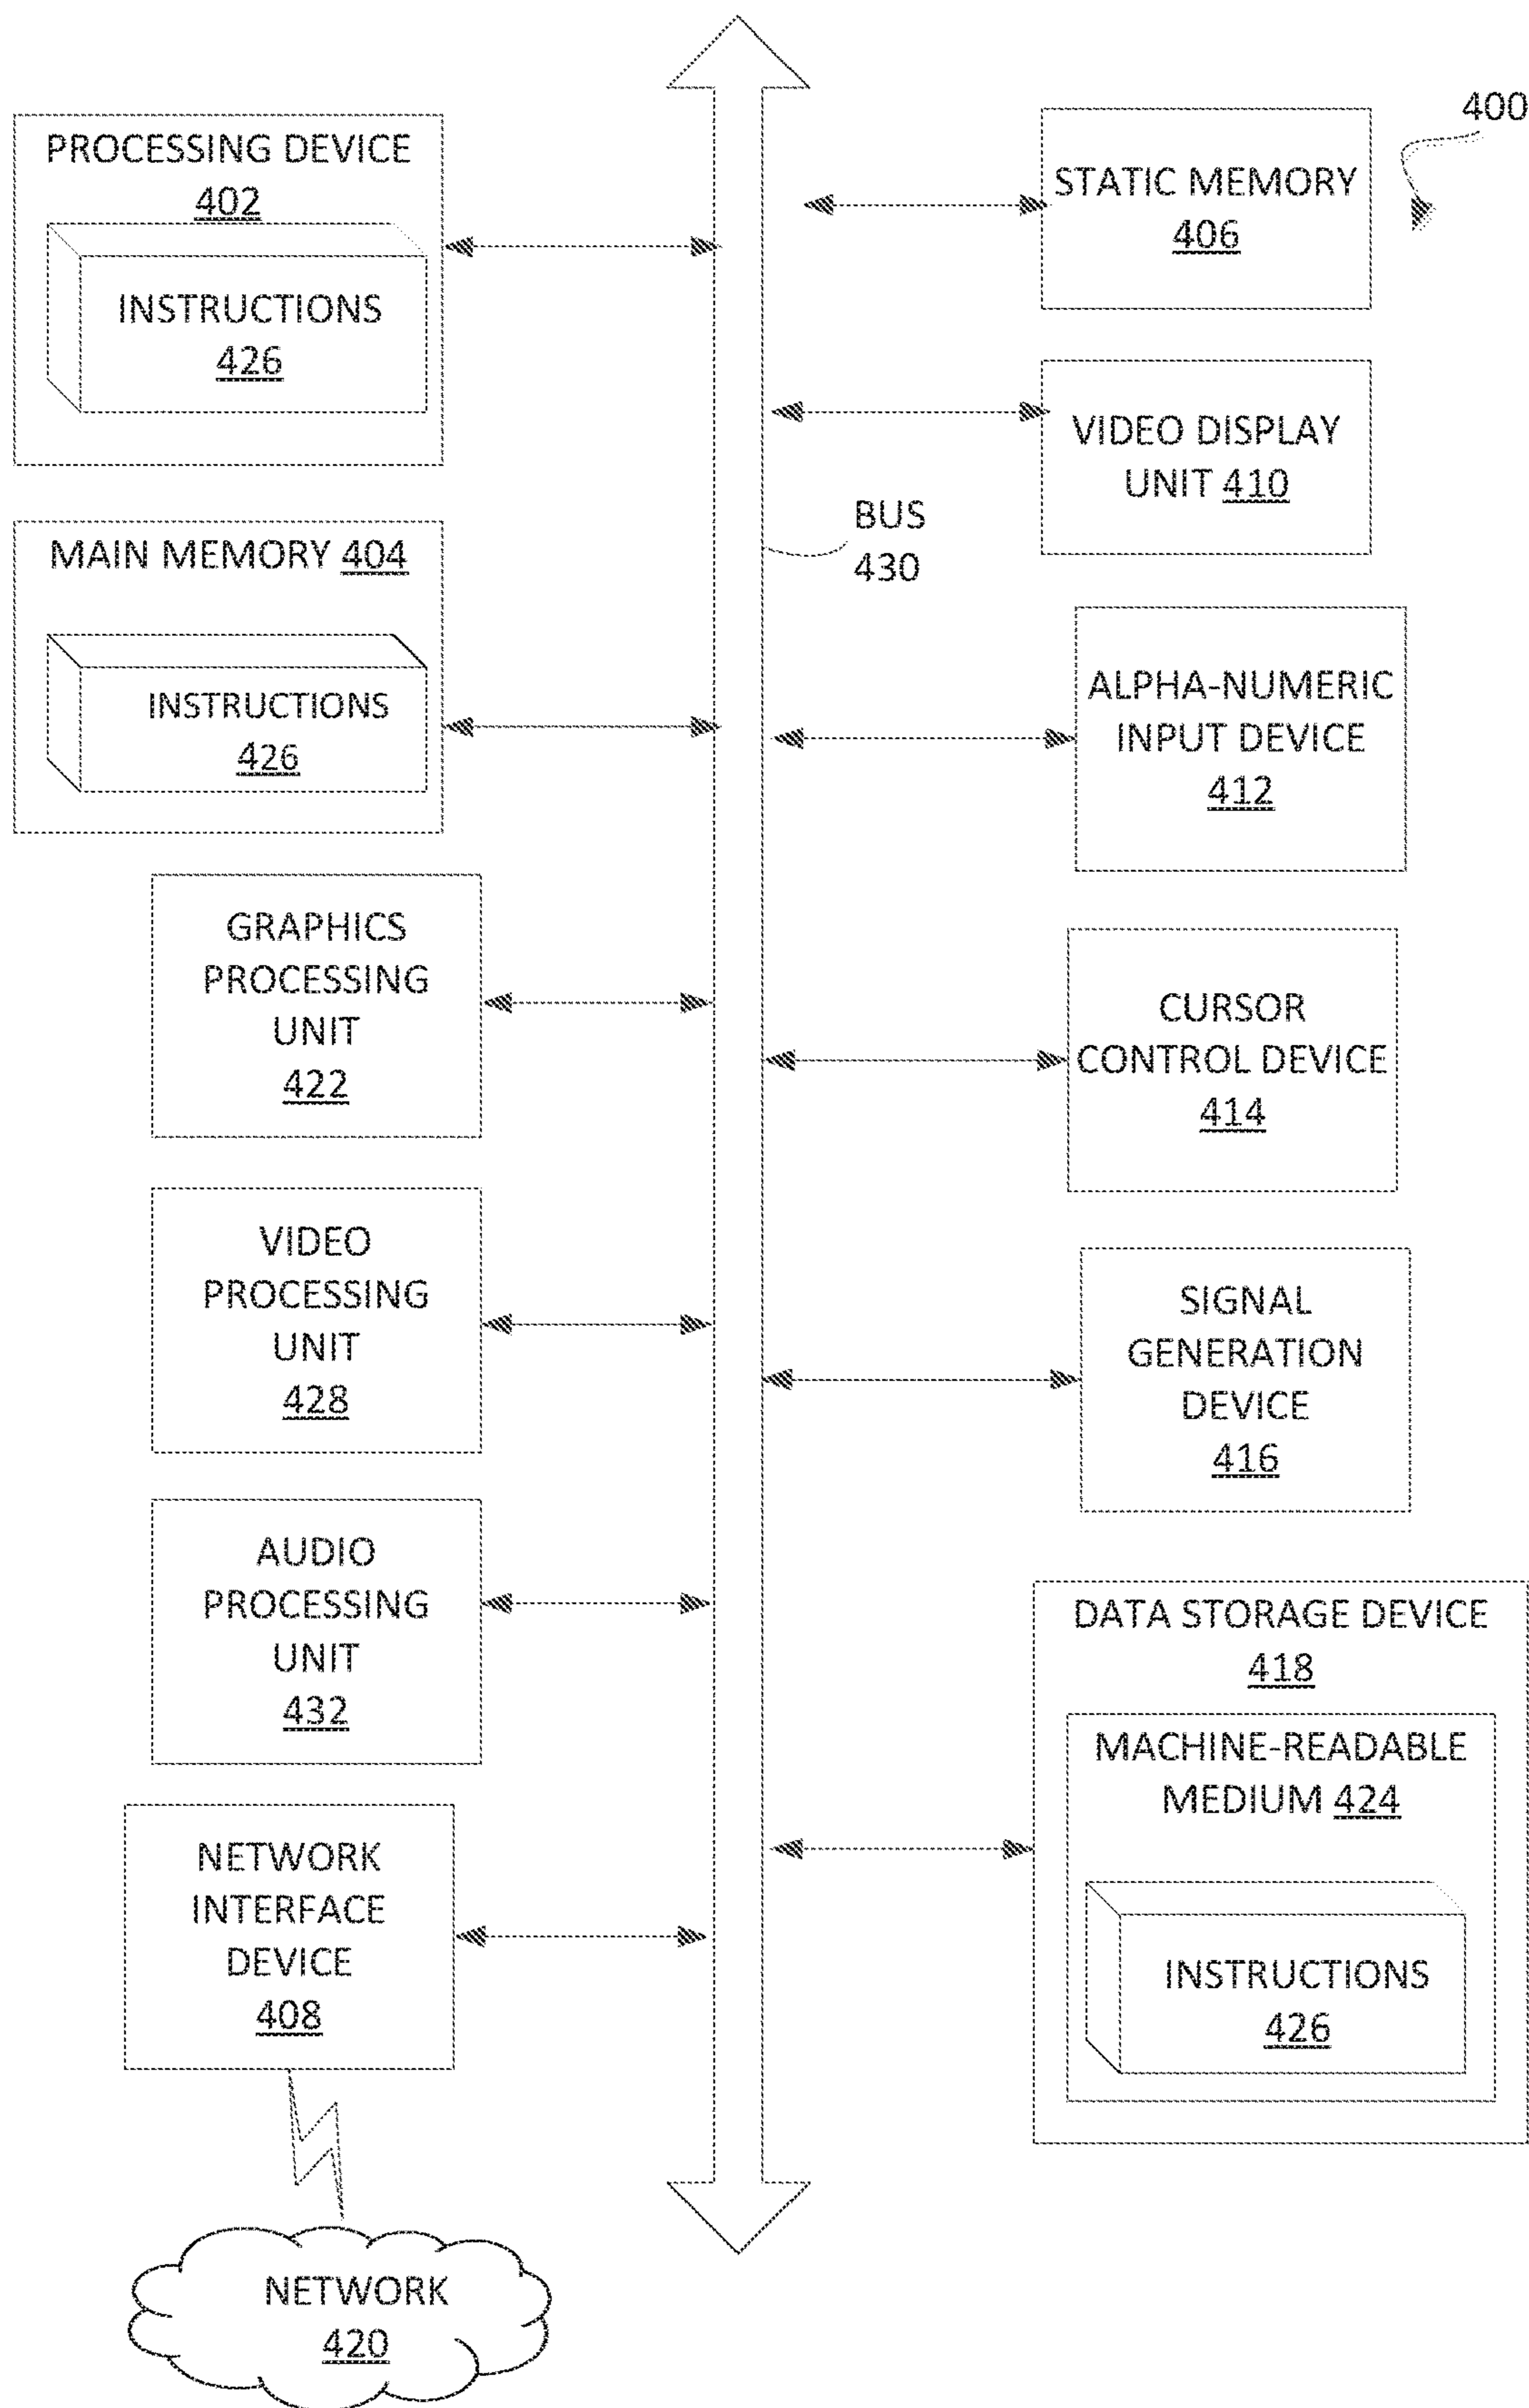 PROCESSING DEVICE
402
INSTRUCTIONS
426
MAIN MEMORY 404
INSTRUCTIONS
426
GRAPHICS
PROCESSING
UNIT
422
VIDEO
PROCESSING
UNIT
428
AUDIO
PROCESSING
UNIT
432
NETWORK
INTERFACE
DEVICE
408
NETWORK
420
BUS
430
400
STATIC MEMORY
406
VIDEO DISPLAY
UNIT 410
ALPHA-NUMERIC
INPUT DEVICE
412
CURSOR
CONTROL DEVICE
414
SIGNAL
GENERATION
DEVICE
416
DATA STORAGE DEVICE
418
MACHINE-READABLE
MEDIUM 424
INSTRUCTIONS
426